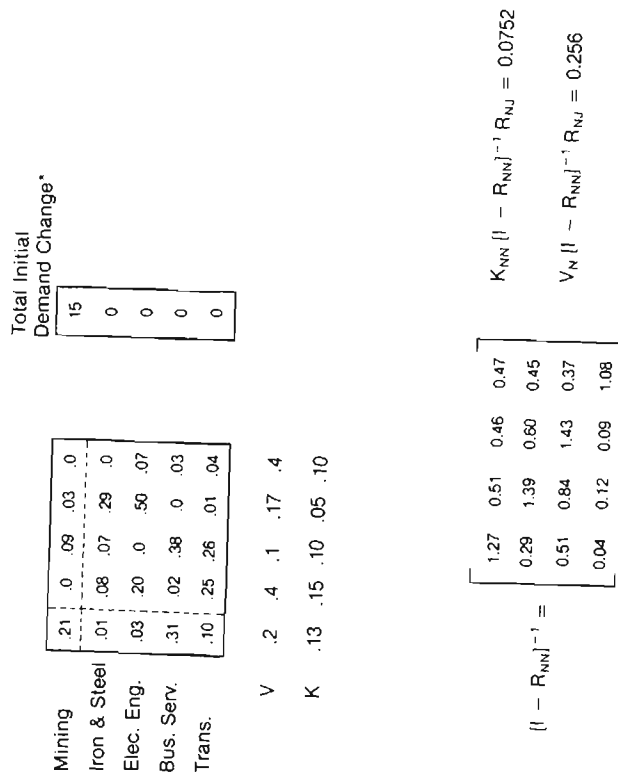 Total Initial
Demand Change*
Mining .21 .0 .09 .03 .0 15
Iron & Steel .01 .08 .07 .29 .0 0
Elec. Eng. .03 .20 .0 .50 .07 0
Bus. Serv. .31 .02 .38 .0 .03 0
Trans. .10 .25 .26 .01 .04 0
V .2 .4 .1 .17 .4
K .13 .15 .10 .05 .10
[I − R_NN]⁻¹ =
1.27 0.51 0.46 0.47
0.29 1.39 0.60 0.45
0.51 0.84 1.43 0.37
0.04 0.12 0.09 1.08
K_NN [I − R_NN]⁻¹ R_NJ = 0.0752
V_N [I − R_NN]⁻¹ R_NJ = 0.256